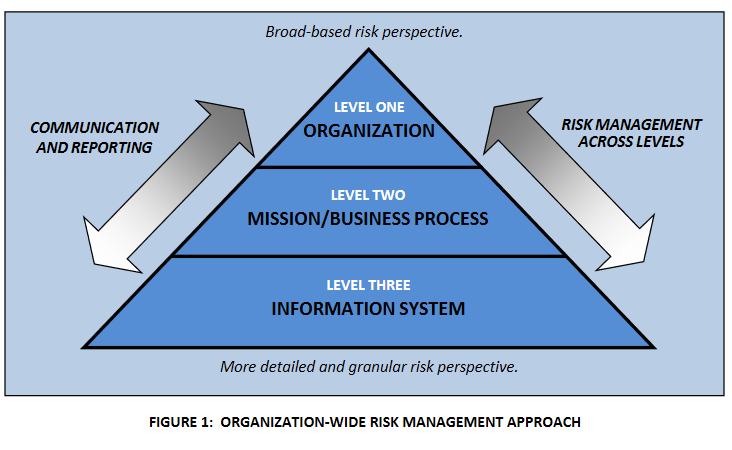 Broad-based risk perspective.
COMMUNICATION
AND REPORTING
LEVEL ONE
ORGANIZATION
RISK MANAGEMENT
ACROSS LEVELS
LEVEL TWO
MISSION/BUSINESS PROCESS
LEVEL THREE
INFORMATION SYSTEM
More detailed and granular risk perspective.
FIGURE 1: ORGANIZATION-WIDE RISK MANAGEMENT APPROACH